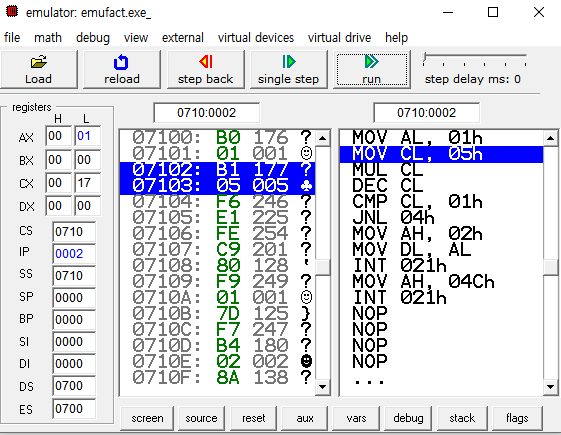 emulator: emufact.exe_
file math debug view external virtual devices virtual drive help
Load reload step back single step run step delay ms: 0
registers
H L
0710:0002 0710:0002
AX 00 01
BX 00 00
CX 00 17
DX 00 00
CS 0710
IP 0002
SS 0710
SP 0000
BP 0000
SI 0000
DI 0000
DS 0700
ES 0700
07100: B0 176 ?
07101: 01 001 ☺
07102: B1 177 ?
07103: 05 005 ♣
07104: F6 246 ?
07105: E1 225 ?
07106: FE 254 ?
07107: C9 201 ?
07108: 80 128 '
07109: F9 249 ?
0710A: 01 001 ☺
0710B: 7D 125 }
0710C: F7 247 ?
0710D: B4 180 ?
0710E: 02 002 ☻
0710F: 8A 138 ?
MOV AL, 01h
MOV CL, 05h
MUL CL
DEC CL
CMP CL, 01h
JNL 04h
MOV AH, 02h
MOV DL, AL
INT 021h
MOV AH, 04Ch
INT 021h
NOP
NOP
NOP
NOP
...
screen source reset aux vars debug stack flags